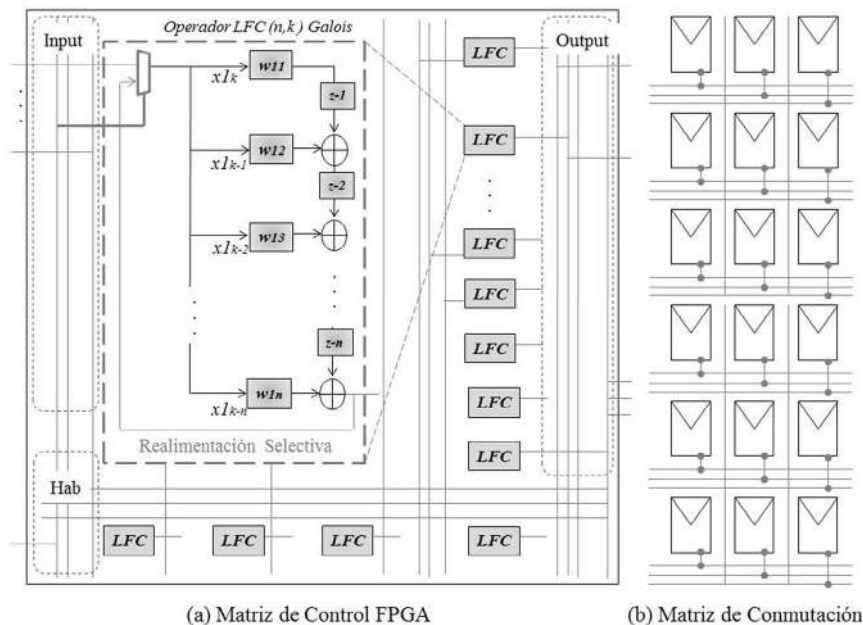 Input
Operador LFC (n,k) Galois
Output
x1k
w11
z-1
x1k-1
w12
z-2
x1k-2
w13
z-n
x1k-n
w1n
Realimentación Selectiva
Hab
LFC
LFC
LFC
LFC
LFC
LFC
LFC
LFC
LFC
LFC
LFC
(a) Matriz de Control FPGA
(b) Matriz de Conmutación